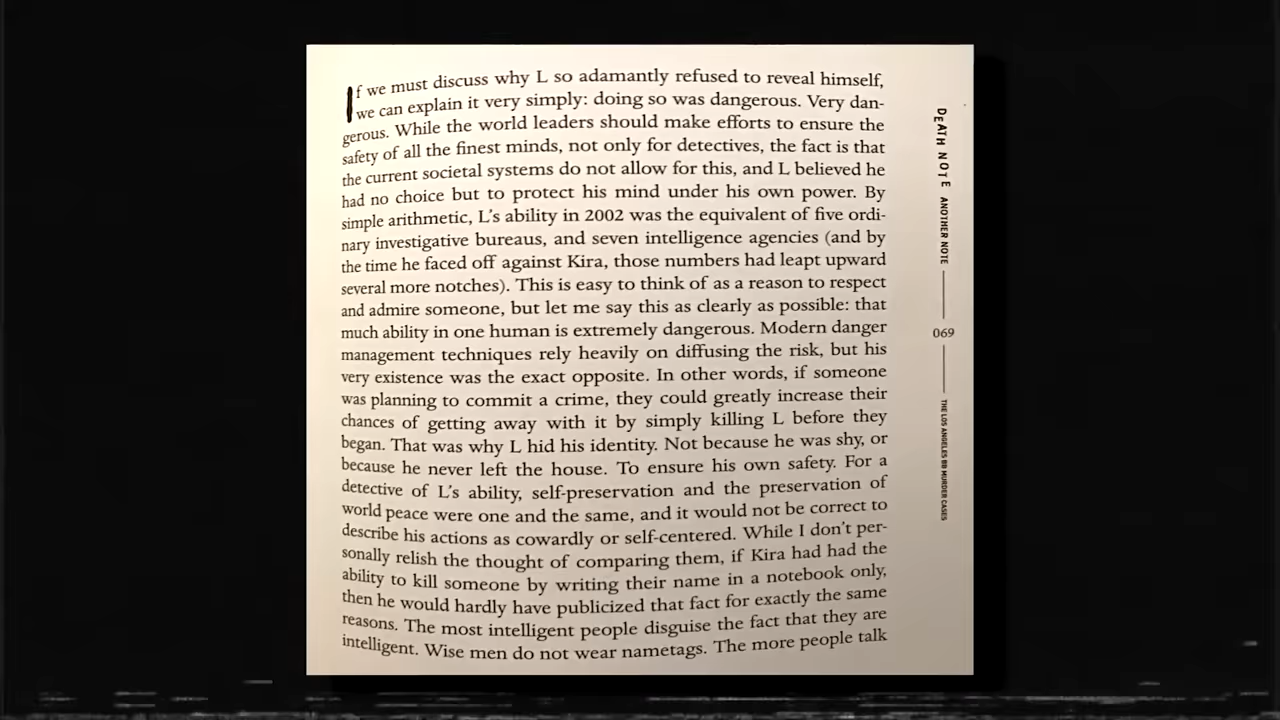 If we must discuss why L so adamantly refused to reveal himself,
we can explain it very simply: doing so was dangerous. Very dan-
gerous. While the world leaders should make efforts to ensure the
safety of all the finest minds, not only for detectives, the fact is that
the current societal systems do not allow for this, and L believed he
had no choice but to protect his mind under his own power. By
simple arithmetic, L’s ability in 2002 was the equivalent of five ordi-
nary investigative bureaus, and seven intelligence agencies (and by
the time he faced off against Kira, those numbers had leapt upward
several more notches). This is easy to think of as a reason to respect
and admire someone, but let me say this as clearly as possible: that
much ability in one human is extremely dangerous. Modern danger
management techniques rely heavily on diffusing the risk, but his
very existence was the exact opposite. In other words, if someone
was planning to commit a crime, they could greatly increase their
chances of getting away with it by simply killing L before they
began. That was why L hid his identity. Not because he was shy, or
because he never left the house. To ensure his own safety. For a
detective of L’s ability, self-preservation and the preservation of
world peace were one and the same, and it would not be correct to
describe his actions as cowardly or self-centered. While I don’t per-
sonally relish the thought of comparing them, if Kira had had the
ability to kill someone by writing their name in a notebook only,
then he would hardly have publicized that fact for exactly the same
reasons. The most intelligent people disguise the fact that they are
intelligent. Wise men do not wear nametags. The more people talk
DEATH NOTE ANOTHER NOTE
069
THE LOS ANGELES BB MURDER CASES